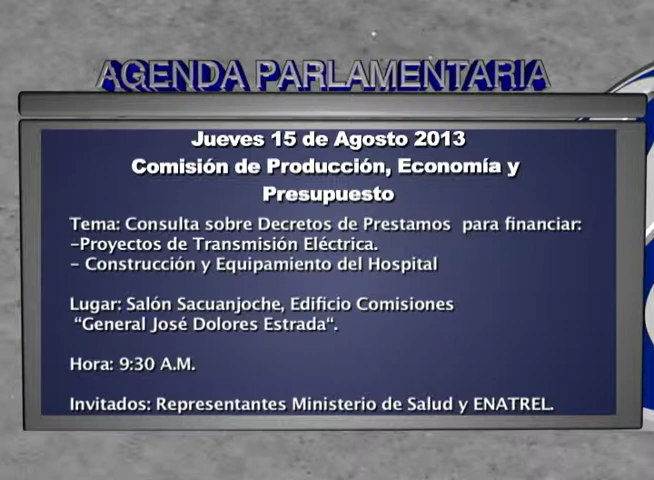 AGENDA PARLAMENTARIA
Jueves 15 de Agosto 2013
Comisión de Producción, Economía y
Presupuesto
Tema: Consulta sobre Decretos de Prestamos para financiar:
-Proyectos de Transmisión Eléctrica.
- Construcción y Equipamiento del Hospital
Lugar: Salón Sacuanjoche, Edificio Comisiones
"General José Dolores Estrada".
Hora: 9:30 A.M.
Invitados: Representantes Ministerio de Salud y ENATREL.